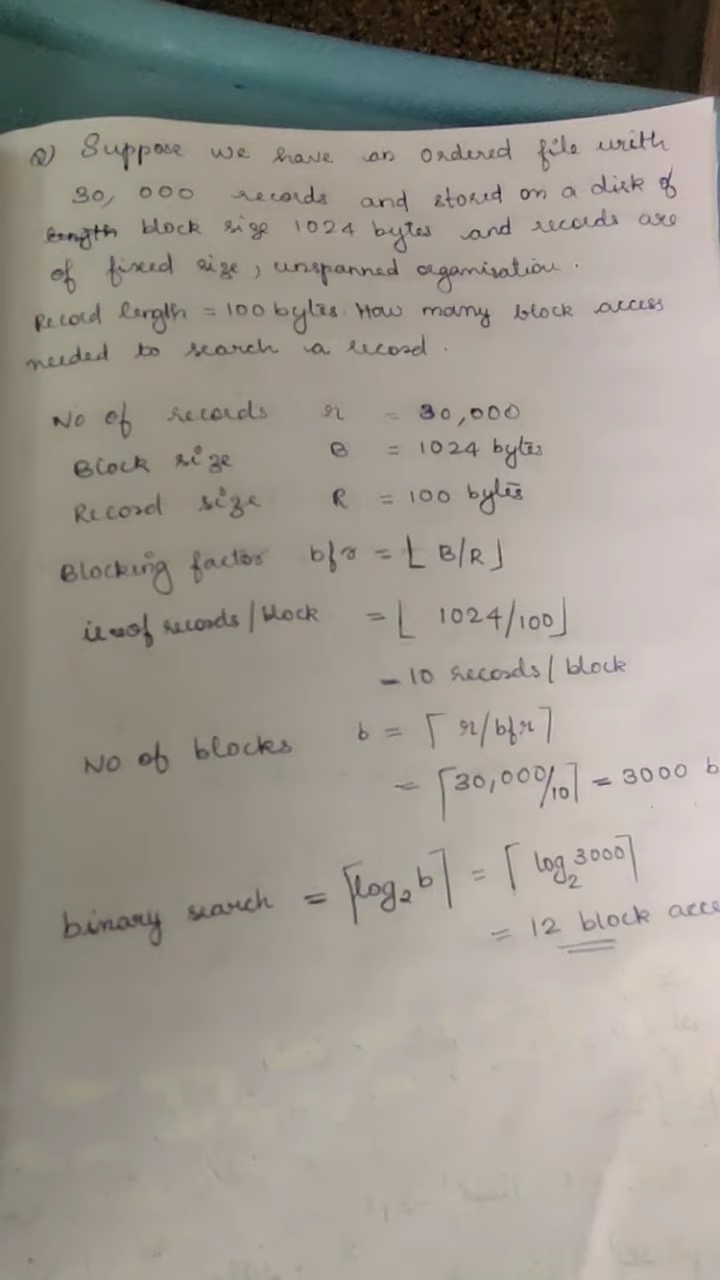 Q) Suppose we have an ordered file with
30,000 records and stored on a disk of
length block size 1024 bytes and records are
of fixed size, unspanned organisation.
Record length = 100 bytes. How many block access
needed to search a record.
No of records r = 30,000
Block size B = 1024 bytes
Record size R = 100 bytes
Blocking factor bfr = ⌊ B/R ⌋
ie no of records/block = ⌊ 1024/100 ⌋
= 10 records/block
No of blocks b = ⌈ r/bfr ⌉
= ⌈ 30,000/10 ⌉ = 3000 b
binary search = ⌈log₂ b⌉ = ⌈ log₂ 3000 ⌉
= 12 block acce